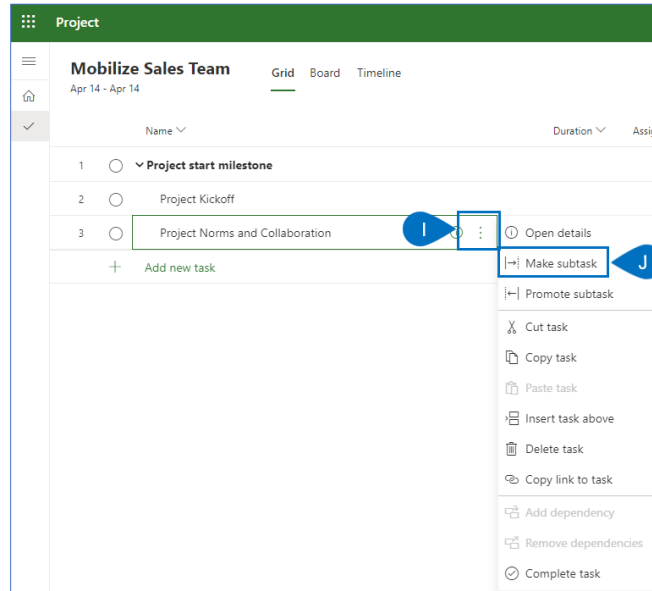 Project
Mobilize Sales Team
Grid Board Timeline
Apr 14 - Apr 14
Name Duration
1 Project start milestone
2 Project Kickoff
3 Project Norms and Collaboration
I
Add new task
Open details
Make subtask
J
Promote subtask
Cut task
Copy task
Paste task
Insert task above
Delete task
Copy link to task
Add dependency
Remove dependencies
Complete task